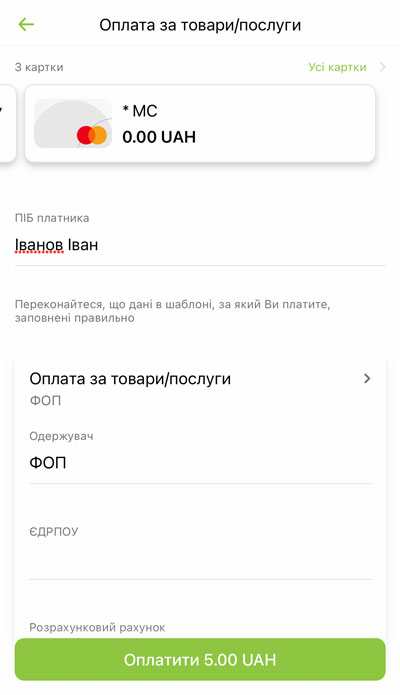 Оплата за товари/послуги
З картки
Усі картки
* MC
0.00 UAH
ПІБ платника
Іванов Іван
Переконайтеся, що дані в шаблоні, за який Ви платите,
заповнені правильно
Оплата за товари/послуги
ФОП
Одержувач
ФОП
ЄДРПОУ
Розрахунковий рахунок
Оплатити 5.00 UAH